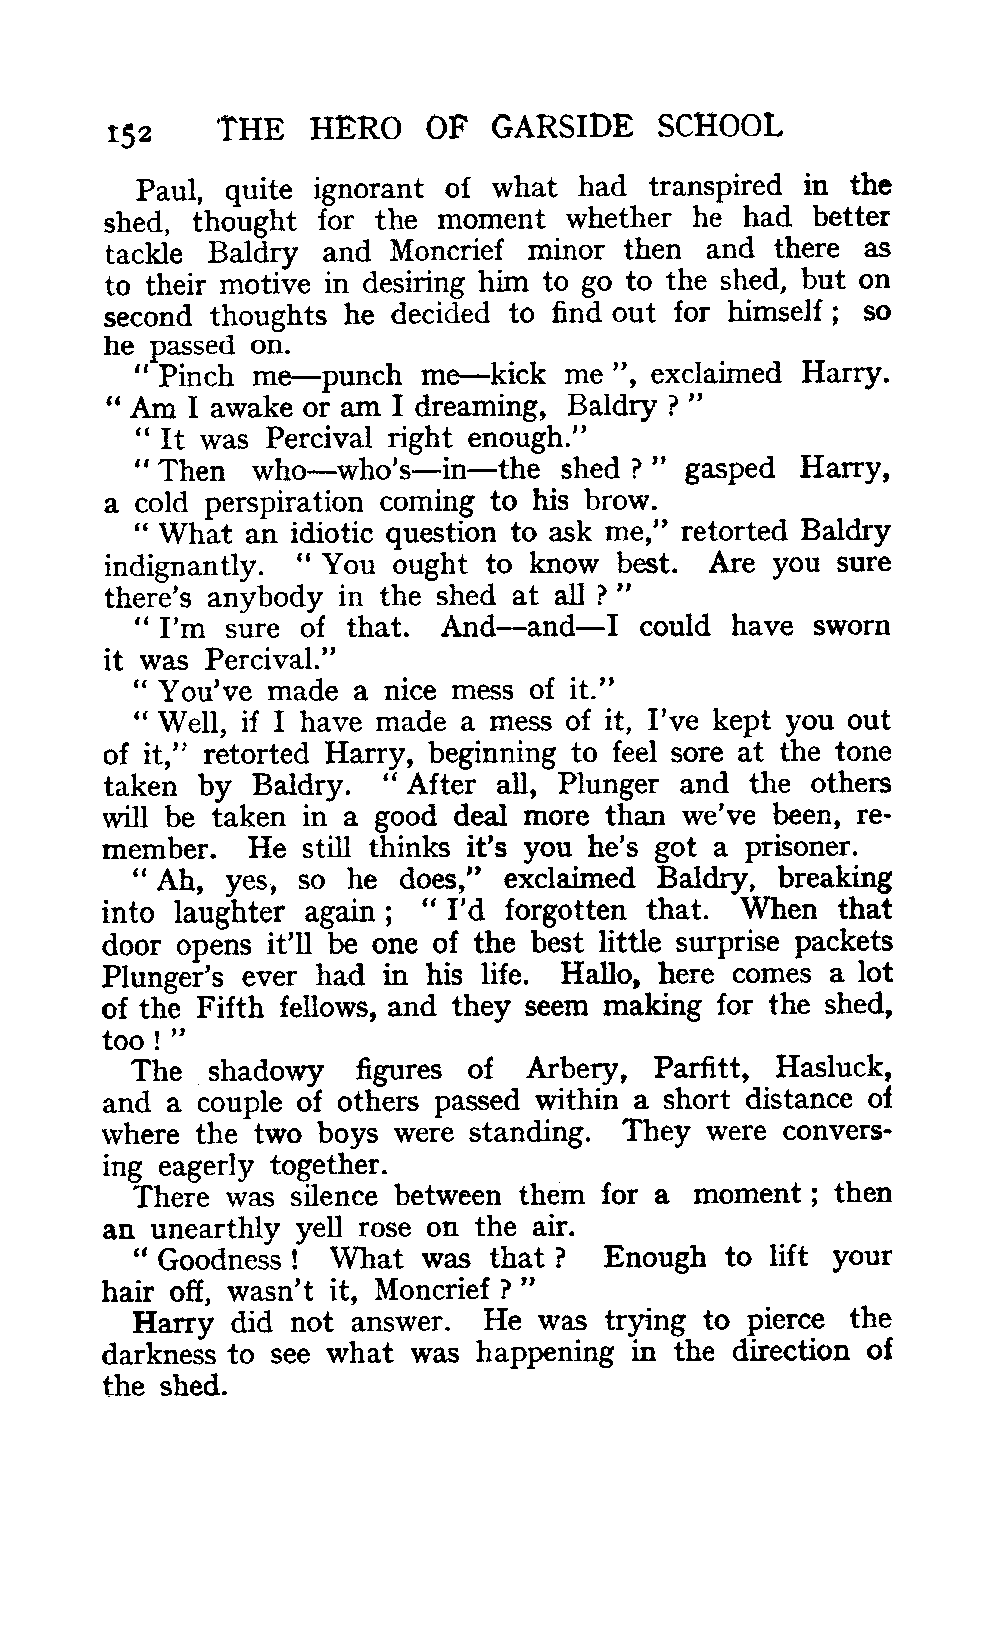 152 THE HERO OF GARSIDE SCHOOL
Paul, quite ignorant of what had transpired in the
shed, thought for the moment whether he had better
tackle Baldry and Moncrief minor then and there as
to their motive in desiring him to go to the shed, but on
second thoughts he decided to find out for himself ; so
he passed on.
“ Pinch me—punch me—kick me ”, exclaimed Harry.
“ Am I awake or am I dreaming, Baldry ? ”
“ It was Percival right enough.”
“ Then who—who's—in—the shed ? ” gasped Harry,
a cold perspiration coming to his brow.
“ What an idiotic question to ask me,” retorted Baldry
indignantly. “ You ought to know best. Are you sure
there's anybody in the shed at all ? ”
“ I'm sure of that. And—and—I could have sworn
it was Percival.”
“ You've made a nice mess of it.”
“ Well, if I have made a mess of it, I've kept you out
of it,” retorted Harry, beginning to feel sore at the tone
taken by Baldry. “ After all, Plunger and the others
will be taken in a good deal more than we've been, re-
member. He still thinks it's you he's got a prisoner.
“ Ah, yes, so he does,” exclaimed Baldry, breaking
into laughter again ; “ I'd forgotten that. When that
door opens it'll be one of the best little surprise packets
Plunger's ever had in his life. Hallo, here comes a lot
of the Fifth fellows, and they seem making for the shed,
too ! ”
The shadowy figures of Arbery, Parfitt, Hasluck,
and a couple of others passed within a short distance of
where the two boys were standing. They were convers-
ing eagerly together.
There was silence between them for a moment ; then
an unearthly yell rose on the air.
“ Goodness ! What was that ? Enough to lift your
hair off, wasn't it, Moncrief ? ”
Harry did not answer. He was trying to pierce the
darkness to see what was happening in the direction of
the shed.